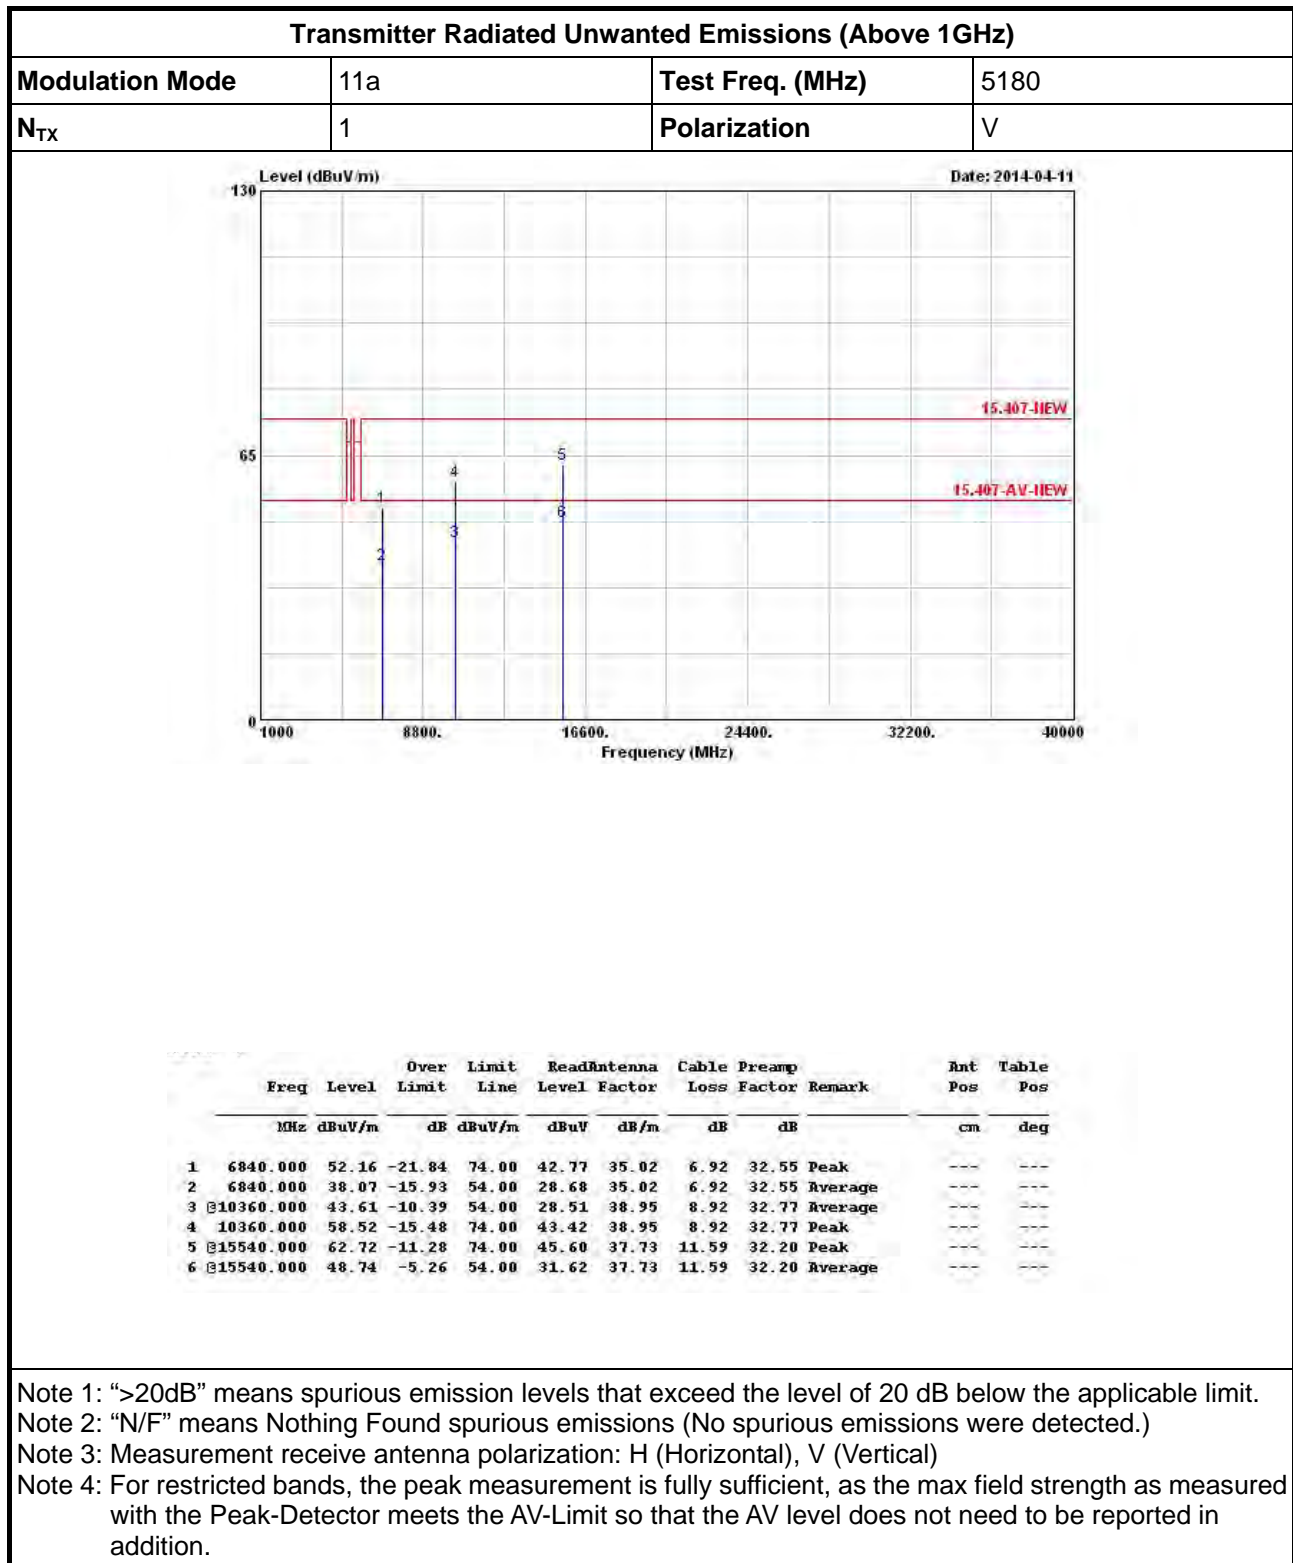 Transmitter Radiated Unwanted Emissions (Above 1GHz)
Modulation Mode 11a Test Freq. (MHz) 5180
NTX 1 Polarization V
Level (dBuV/m) Date: 2014-04-11
130
15.407-NEW
65
5
4
1
15.407-AV-NEW
6
3
2
0
1000 8800. 16600. 24400. 32200. 40000
Frequency (MHz)
Over Limit ReadAntenna Cable Preamp Ant Table
Freq Level Limit Line Level Factor Loss Factor Remark Pos Pos
MHz dBuV/m dB dBuV/m dBuV dB/m dB dB cm deg
1 6840.000 52.16 -21.84 74.00 42.77 35.02 6.92 32.55 Peak --- ---
2 6840.000 38.07 -15.93 54.00 28.68 35.02 6.92 32.55 Average --- ---
3 @10360.000 43.61 -10.39 54.00 28.51 38.95 8.92 32.77 Average --- ---
4 10360.000 58.52 -15.48 74.00 43.42 38.95 8.92 32.77 Peak --- ---
5 @15540.000 62.72 -11.28 74.00 45.60 37.73 11.59 32.20 Peak --- ---
6 @15540.000 48.74 -5.26 54.00 31.62 37.73 11.59 32.20 Average --- ---
Note 1: “>20dB” means spurious emission levels that exceed the level of 20 dB below the applicable limit.
Note 2: “N/F” means Nothing Found spurious emissions (No spurious emissions were detected.)
Note 3: Measurement receive antenna polarization: H (Horizontal), V (Vertical)
Note 4: For restricted bands, the peak measurement is fully sufficient, as the max field strength as measured
with the Peak-Detector meets the AV-Limit so that the AV level does not need to be reported in
addition.